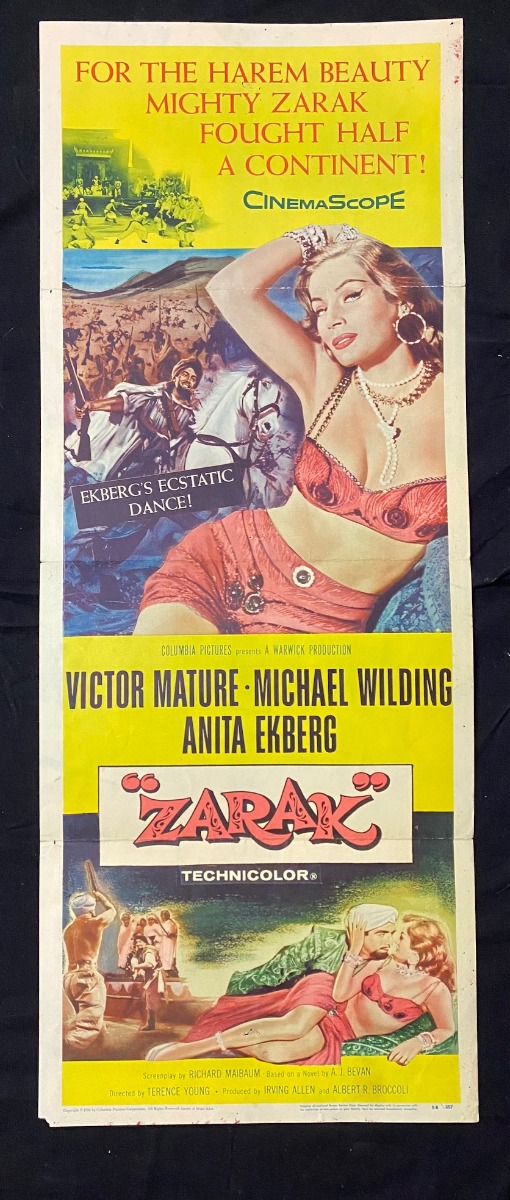 FOR THE HAREM BEAUTY
MIGHTY ZARAK
FOUGHT HALF
A CONTINENT!
CINEMASCOPE
EKBERG'S ECSTATIC
DANCE!
COLUMBIA PICTURES presents A WARWICK PRODUCTION
VICTOR MATURE · MICHAEL WILDING
ANITA EKBERG
"ZARAK"
TECHNICOLOR®
Screenplay by RICHARD MAIBAUM · Based on a Novel by A. J. BEVAN
Directed by TERENCE YOUNG · Produced by IRVING ALLEN and ALBERT R. BROCCOLI